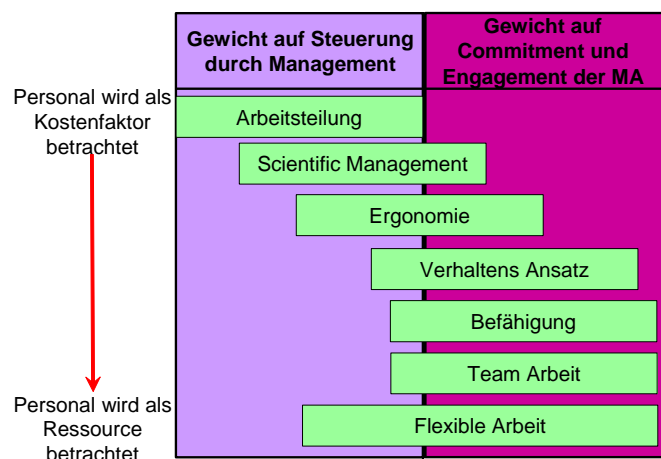 Gewicht auf Steuerung
durch Management
Gewicht auf
Commitment und
Engagement der MA
Personal wird als
Kostenfaktor
betrachtet
Arbeitsteilung
Scientific Management
Ergonomie
Verhaltens Ansatz
Befähigung
Team Arbeit
Flexible Arbeit
Personal wird als
Ressource
betrachtet